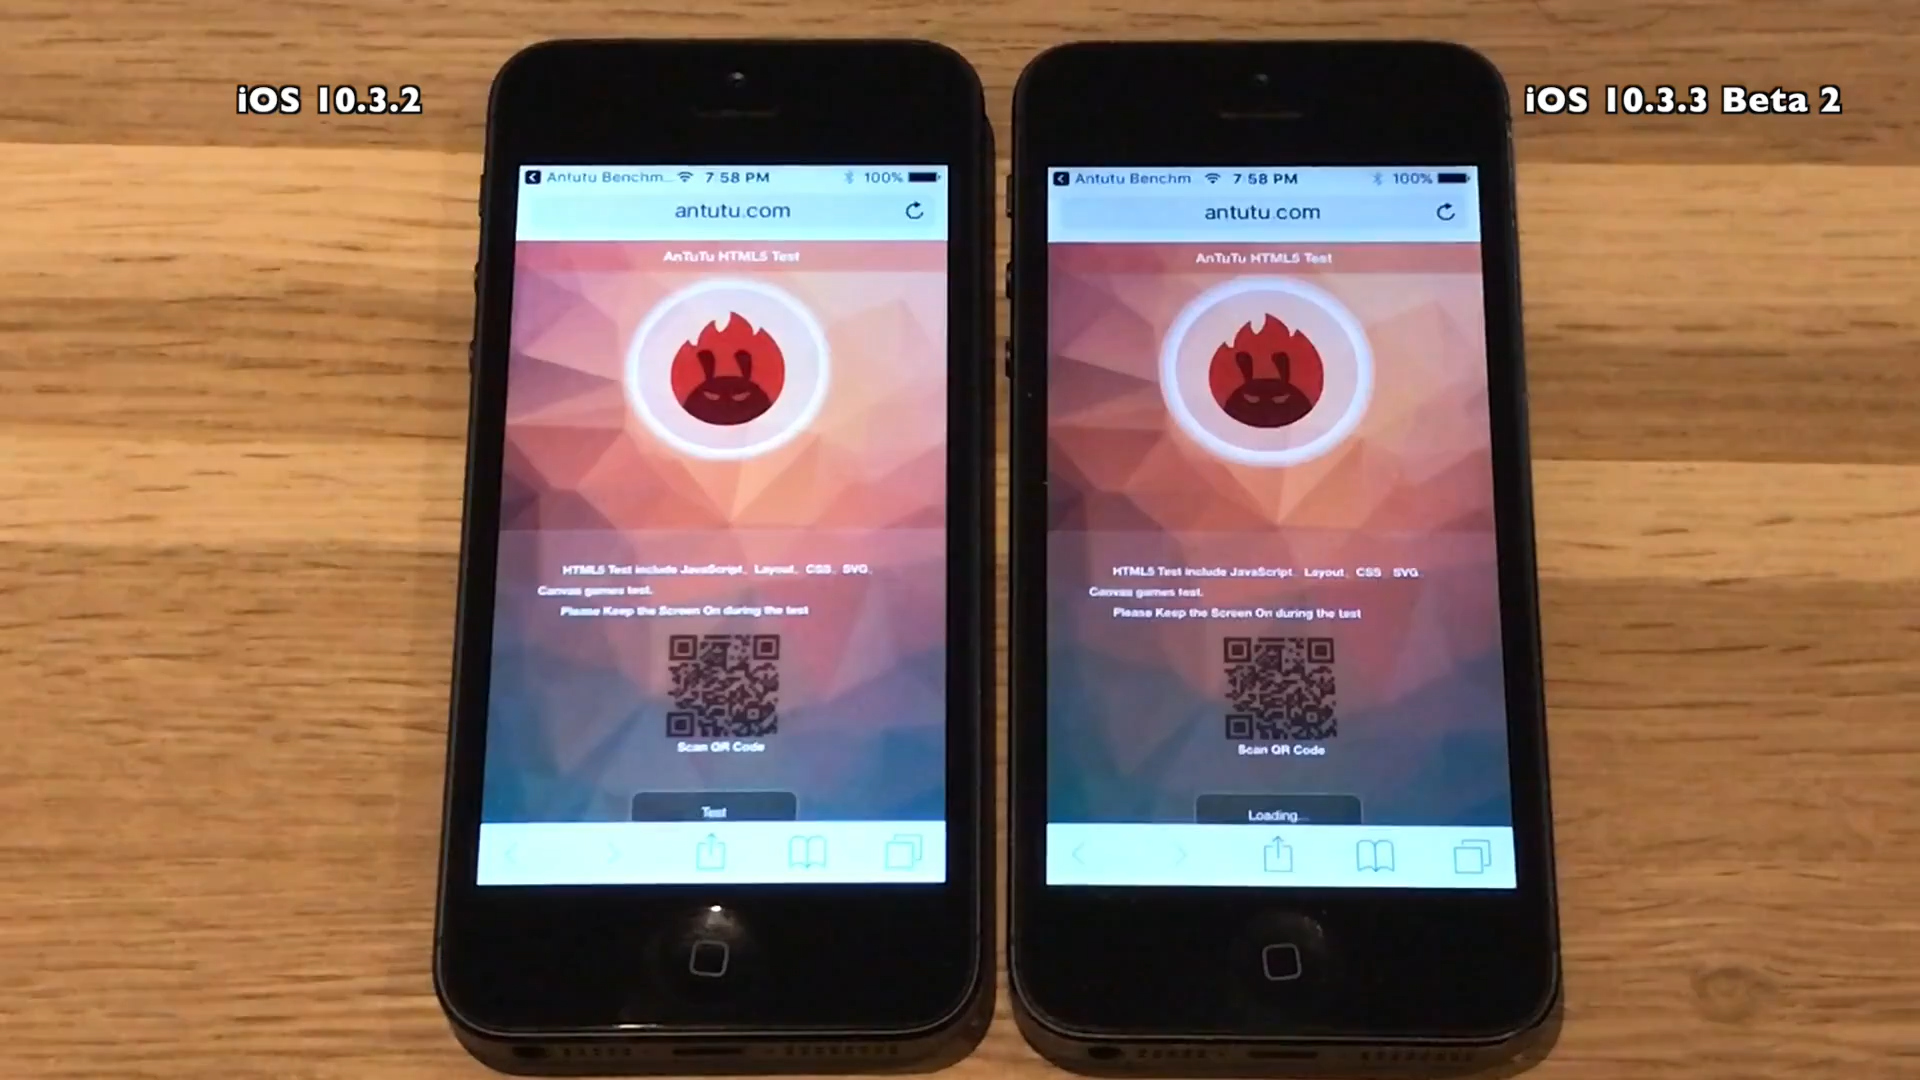 iOS 10.3.2
iOS 10.3.3 Beta 2
Antutu Benchm... 7:58 PM 100%
antutu.com
AnTuTu HTML5 Test
HTML5 Test include JavaScript、Layout、CSS、SVG、
Canvas games test.
Please Keep the Screen On during the test
Scan QR Code
Test
Antutu Benchm 7:58 PM 100%
antutu.com
AnTuTu HTML5 Test
HTML5 Test include JavaScript、Layout、CSS、SVG
Canvas games test.
Please Keep the Screen On during the test
Scan QR Code
Loading...